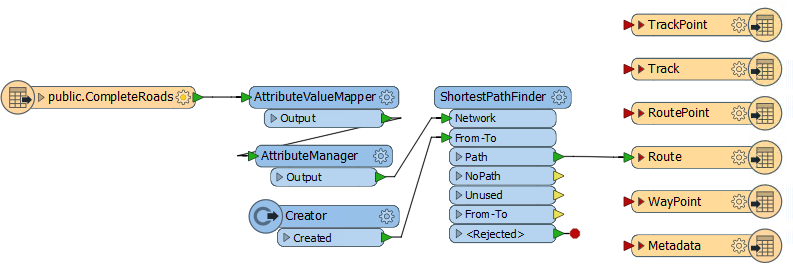 TrackPoint
Track
public.CompleteRoads
AttributeValueMapper
Output
AttributeManager
Output
Creator
Created
ShortestPathFinder
Network
From-To
Path
NoPath
Unused
From-To
<Rejected>
RoutePoint
Route
WayPoint
Metadata